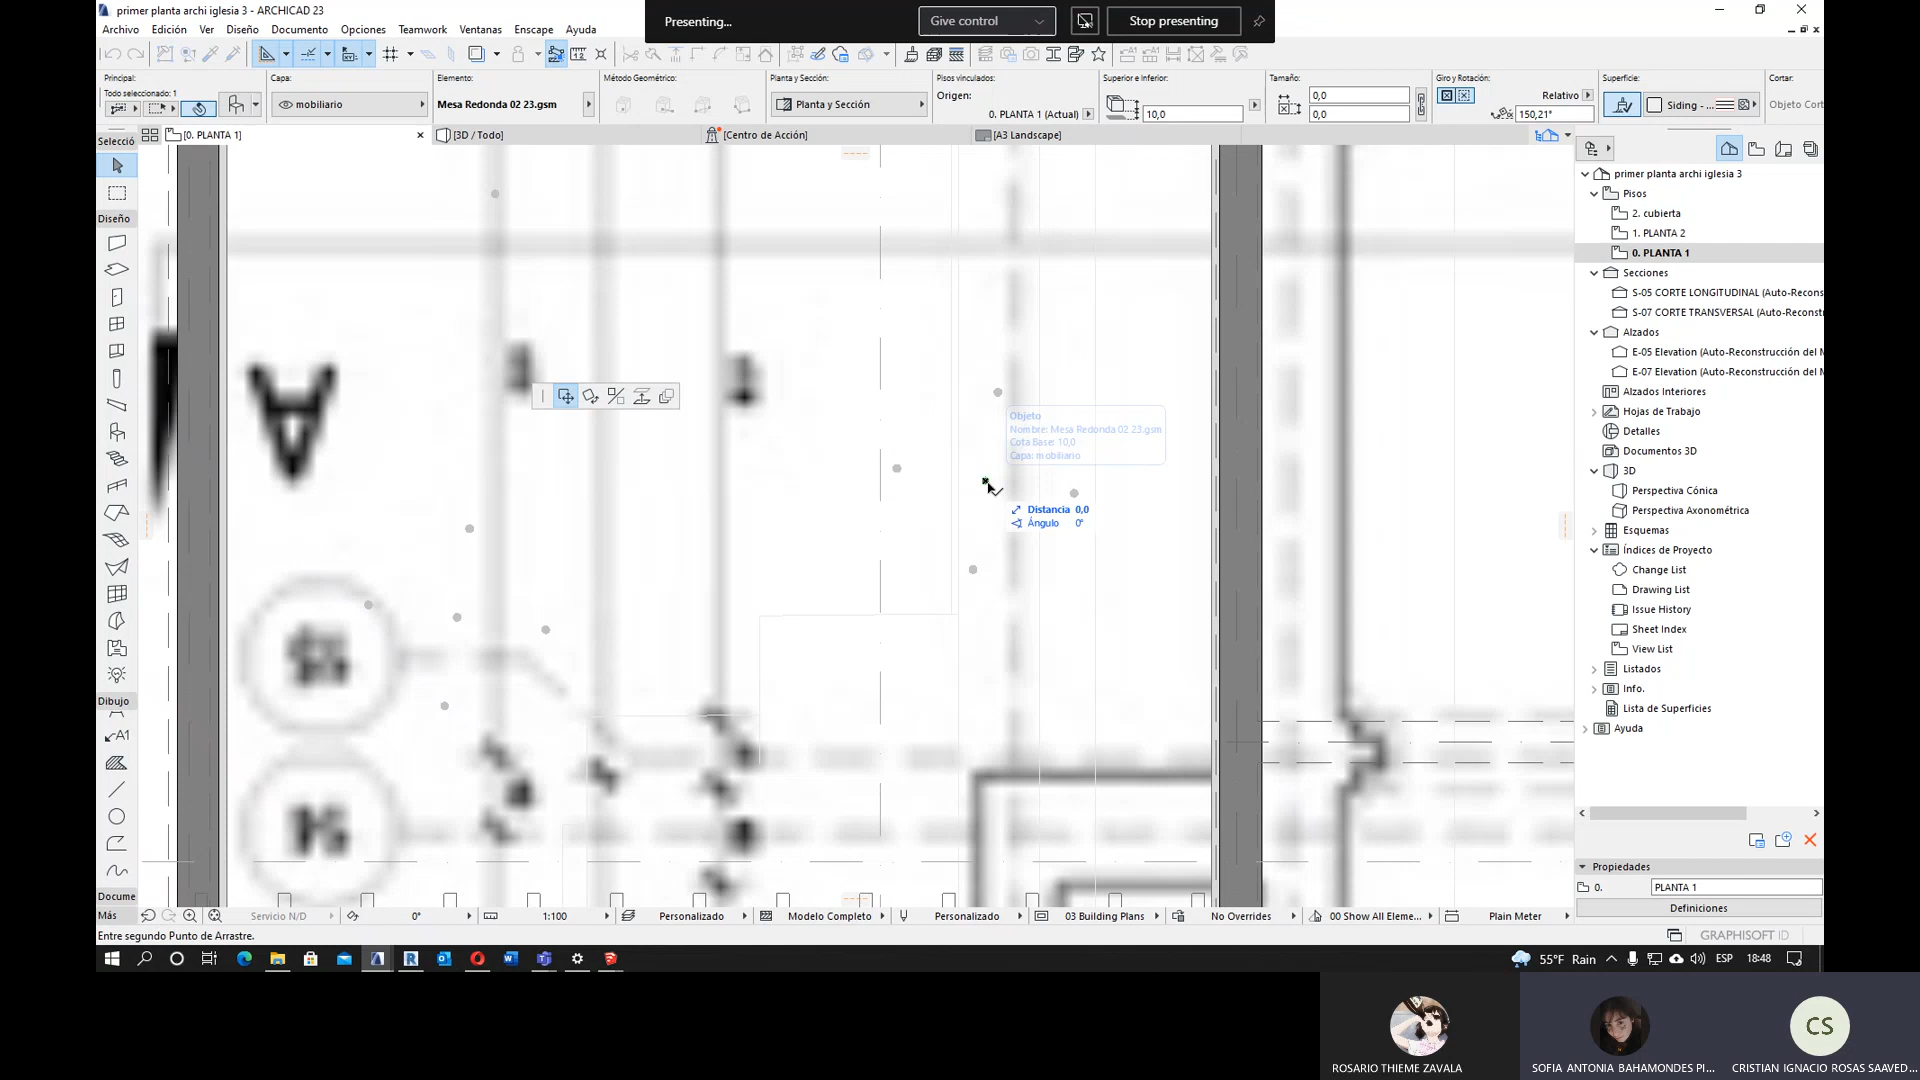 primer planta archi iglesia 3 - ARCHICAD 23
Presenting...
Give control
Stop presenting
Archivo Edición Ver Diseño Documento Opciones Teamwork Ventanas Enscape Ayuda
Principal: Capa: Elemento: Método Geométrico: Planta y Sección: Pisos vinculados: Superior e Inferior: Tamaño: Giro y Rotación: Superficie: Cortar:
Todo seleccionado: 1
mobiliario
Mesa Redonda 02 23.gsm
Planta y Sección
Origen:
0. PLANTA 1 (Actual)
10,0
0,0
0,0
Relativo
150,21°
Siding - ...
Objeto Cort
Selecció
[0. PLANTA 1]
[3D / Todo]
[Centro de Acción]
[A3 Landscape]
Diseño
Dibujo
A1
Docume
Más
A
Objeto
Nombre: Mesa Redonda 02 23.gsm
Cota Base: 10,0
Capa: mobiliario
Distancia 0,0
Ángulo 0°
primer planta archi iglesia 3
Pisos
2. cubierta
1. PLANTA 2
0. PLANTA 1
Secciones
S-05 CORTE LONGITUDINAL (Auto-Recons
S-07 CORTE TRANSVERSAL (Auto-Reconstr
Alzados
E-05 Elevation (Auto-Reconstrucción del M
E-07 Elevation (Auto-Reconstrucción del M
Alzados Interiores
Hojas de Trabajo
Detalles
Documentos 3D
3D
Perspectiva Cónica
Perspectiva Axonométrica
Esquemas
Índices de Proyecto
Change List
Drawing List
Issue History
Sheet Index
View List
Listados
Info.
Lista de Superficies
Ayuda
Propiedades
0. PLANTA 1
Definiciones
Servicio N/D 0° 1:100 Personalizado Modelo Completo Personalizado 03 Building Plans No Overrides 00 Show All Eleme... Plain Meter
Entre segundo Punto de Arrastre.
GRAPHISOFT ID
55°F Rain
ESP
18:48
CS
ROSARIO THIEME ZAVALA
SOFIA ANTONIA BAHAMONDES PI...
CRISTIAN IGNACIO ROSAS SAAVED...